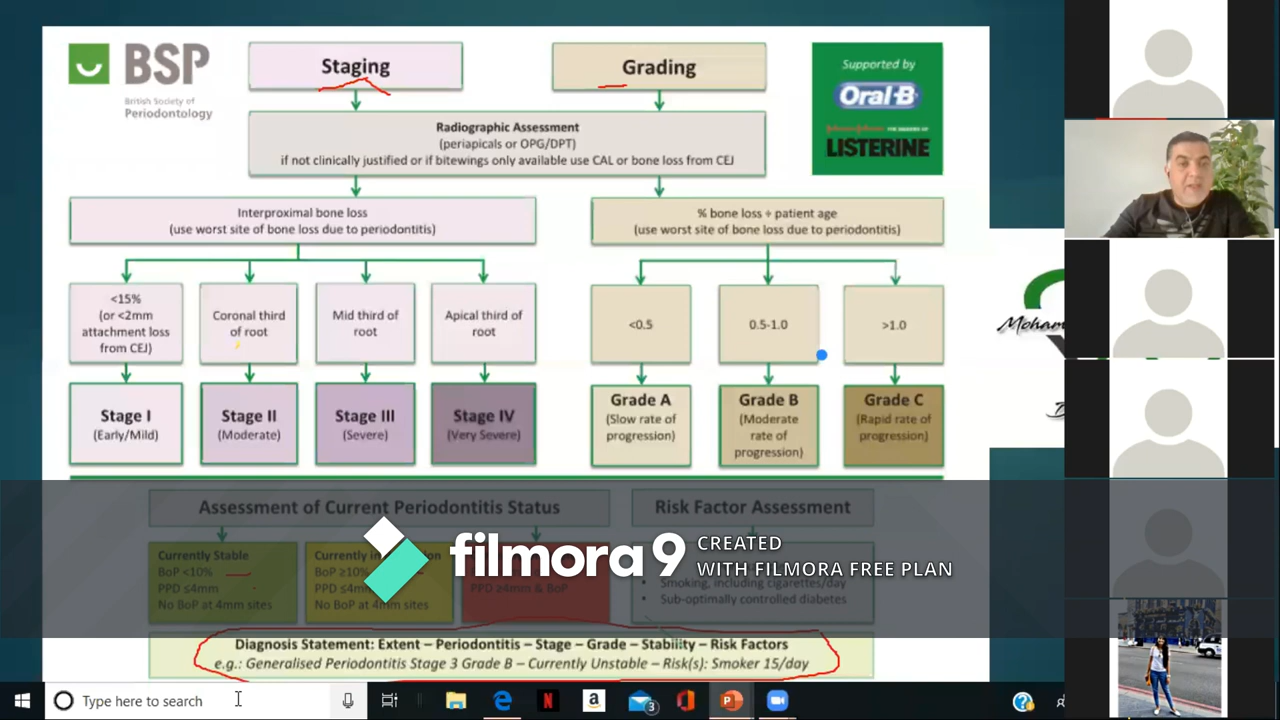 BSP
British Society of
Periodontology
Staging
Grading
Supported by
Oral-B
LISTERINE
Radiographic Assessment
(periapicals or OPG/DPT)
if not clinically justified or if bitewings only available use CAL or bone loss from CEJ
Interproximal bone loss
(use worst site of bone loss due to periodontitis)
% bone loss ÷ patient age
(use worst site of bone loss due to periodontitis)
<15%
(or <2mm
attachment loss
from CEJ)
Coronal third
of root
Mid third of
root
Apical third of
root
<0.5
0.5-1.0
>1.0
Stage I
(Early/Mild)
Stage II
(Moderate)
Stage III
(Severe)
Stage IV
(Very Severe)
Grade A
(Slow rate of
progression)
Grade B
(Moderate
rate of
progression)
Grade C
(Rapid rate of
progression)
Assessment of Current Periodontitis Status
Risk Factor Assessment
Currently Stable
BoP <10%
PPD ≤4mm
No BoP at 4mm sites
Currently in
BoP ≥10%
PPD ≤4mm
No BoP at 4mm sites
PPD ≥4mm & BoP
• Smoking, including cigarettes/day
• Sub-optimally controlled diabetes
filmora 9
CREATED
WITH FILMORA FREE PLAN
Diagnosis Statement: Extent – Periodontitis – Stage – Grade – Stability – Risk Factors
e.g.: Generalised Periodontitis Stage 3 Grade B – Currently Unstable – Risk(s): Smoker 15/day
Type here to search
3